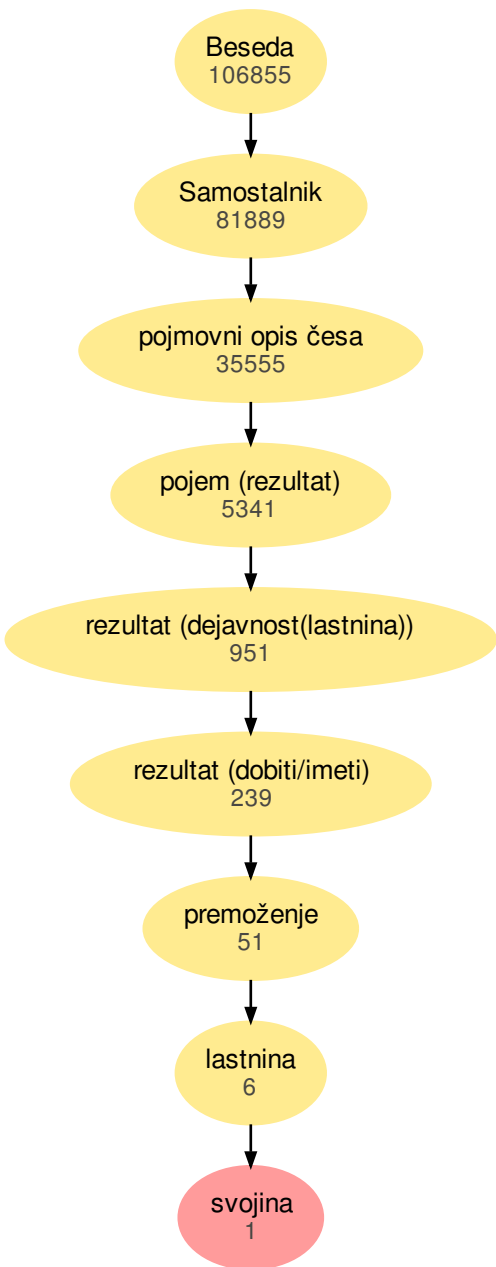 Beseda
106855
Samostalnik
81889
pojmovni opis česa
35555
pojem (rezultat)
5341
rezultat (dejavnost(lastnina))
951
rezultat (dobiti/imeti)
239
premoženje
51
lastnina
6
svojina
1